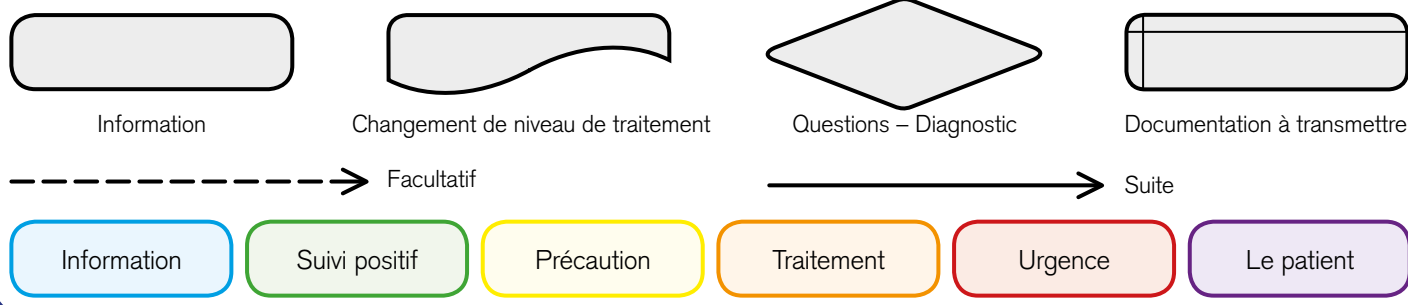 Information
Changement de niveau de traitement
Questions – Diagnostic
Documentation à transmettre
Facultatif
Suite
Information
Suivi positif
Précaution
Traitement
Urgence
Le patient